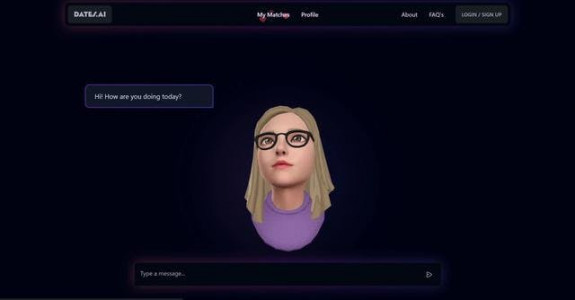 DATES.AI
My Matches
Profile
About
FAQ's
LOGIN / SIGN UP
Hi! How are you doing today?
Type a message...